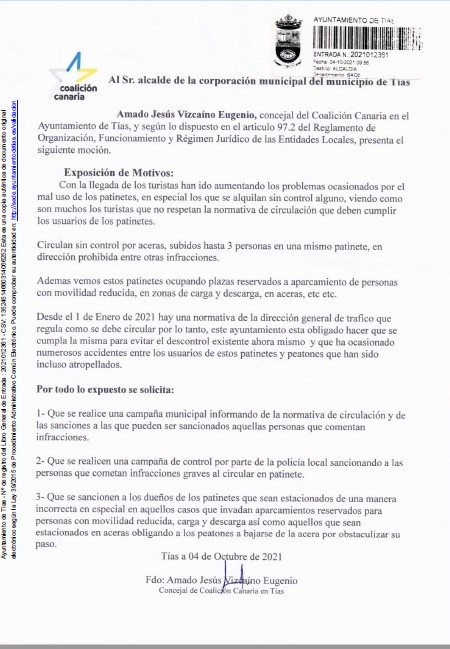 AYUNTAMIENTO DE TIAS
ENTRADA N. 2021012361
Fecha: 04-10-2021 09:56
Destino: ALCALDIA
coalición
canaria
Al Sr. alcalde de la corporación municipal del municipio de Tías
Amado Jesús Vizcaíno Eugenio, concejal del Coalición Canaria en el
Ayuntamiento de Tías, y según lo dispuesto en el articulo 97.2 del Reglamento de
Organización, Funcionamiento y Régimen Jurídico de las Entidades Locales, presenta el
siguiente moción.
Exposición de Motivos:
Con la llegada de los turistas han ido aumentando los problemas ocasionados por el
mal uso de los patinetes, en especial los que se alquilan sin control alguno, viendo como
son muchos los turistas que no respetan la normativa de circulación que deben cumplir
los usuarios de los patinetes.
Circulan sin control por aceras, subidos hasta 3 personas en una mismo patinete, en
dirección prohibida entre otras infracciones.
Ademas vemos estos patinetes ocupando plazas reservados a aparcamiento de personas
con movilidad reducida, en zonas de carga y descarga, en aceras, etc etc.
Desde el 1 de Enero de 2021 hay una normativa de la dirección general de trafico que
regula como se debe circular por lo tanto, este ayuntamiento esta obligado hacer que se
cumpla la misma para evitar el descontrol existente ahora mismo y que ha ocasionado
numerosos accidentes entre los usuarios de estos patinetes y peatones que han sido
incluso atropellados.
Por todo lo expuesto se solicita:
1- Que se realice una campaña municipal informando de la normativa de circulación y de
las sanciones a las que pueden ser sancionados aquellas personas que comentan
infracciones.
2- Que se realicen una campaña de control por parte de la policía local sancionando a las
personas que cometan infracciones graves al circular en patinete.
3- Que se sancionen a los dueños de los patinetes que sean estacionados de una manera
incorrecta en especial en aquellos casos que invadan aparcamientos reservados para
personas con movilidad reducida, carga y descarga así como aquellos que sean
estacionados en aceras obligando a los peatones a bajarse de la acera por obstaculizar su
paso.
Tías a 04 de Octubre de 2021
Fdo: Amado Jesús Vizcaíno Eugenio
Concejal de Coalición Canaria en Tías
Ayuntamiento de Tías - Nº de registro del Libro General de Entrada: 2021012361 - CSV: Esta es una copia auténtica de documento original
electrónico según la Ley 39/2015 de Procedimiento Administrativo Común Electrónico. Puede comprobar su autenticidad en: